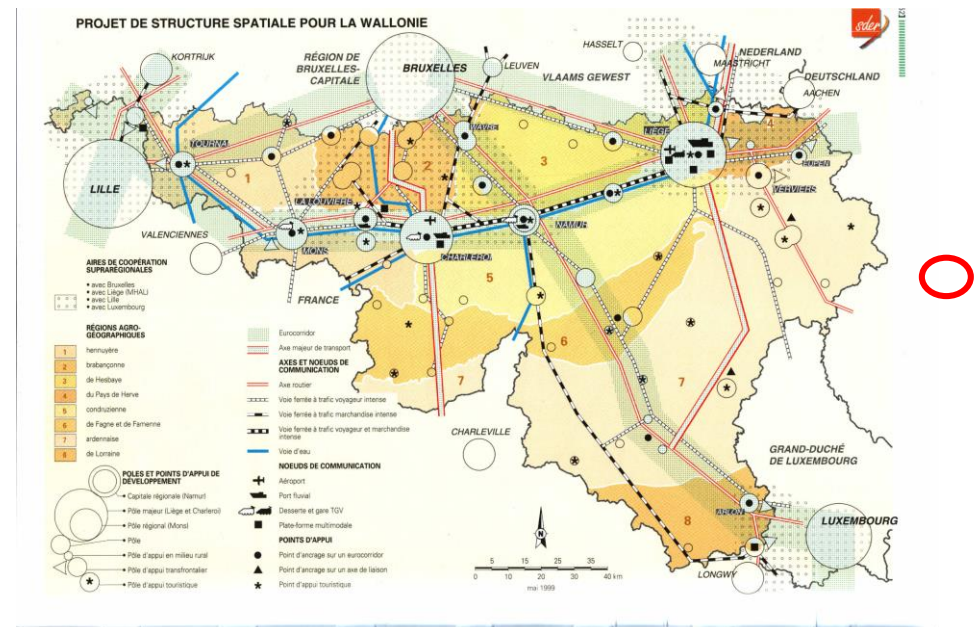 PROJET DE STRUCTURE SPATIALE POUR LA WALLONIE
sder
KORTRIJK
RÉGION DE
BRUXELLES-
CAPITALE
BRUXELLES
LEUVEN
HASSELT
VLAAMS GEWEST
NEDERLAND
MAASTRICHT
DEUTSCHLAND
AACHEN
TOURNAI
LILLE
WAVRE
LIÈGE
EUPEN
VERVIERS
1
2
3
4
LA LOUVIERE
VALENCIENNES
MONS
CHARLEROI
NAMUR
FRANCE
5
6
7
7
8
CHARLEVILLE
GRAND-DUCHÉ
DE LUXEMBOURG
ARLON
LUXEMBOURG
LONGWY
AIRES DE COOPÉRATION
SUPRARÉGIONALES
• avec Bruxelles
• avec Liège (MHAL)
• avec Lille
• avec Luxembourg
RÉGIONS AGRO-
GÉOGRAPHIQUES
1 hennuyère
2 brabançonne
3 de Hesbaye
4 du Pays de Herve
5 condruzienne
6 de Fagne et de Famenne
7 ardennaise
8 de Lorraine
POLES ET POINTS D'APPUI DE
DÉVELOPPEMENT
Capitale régionale (Namur)
Pôle majeur (Liège et Charleroi)
Pôle régional (Mons)
Pôle
Pôle d'appui en milieu rural
Pôle d'appui transfrontalier
Pôle d'appui touristique
Eurocorridor
Axe majeur de transport
AXES ET NOEUDS DE
COMMUNICATION
Axe routier
Voie ferrée à trafic voyageur intense
Voie ferrée à trafic marchandise intense
Voie ferrée à trafic voyageur et marchandise
intense
Voie d'eau
NOEUDS DE COMMUNICATION
Aéroport
Port fluvial
Desserte et gare TGV
Plate-forme multimodale
POINTS D'APPUI
Point d'ancrage sur un eurocorridor
Point d'ancrage sur un axe de liaison
Point d'appui touristique
N
5 15 25 35
0 10 20 30 40 km
mai 1999